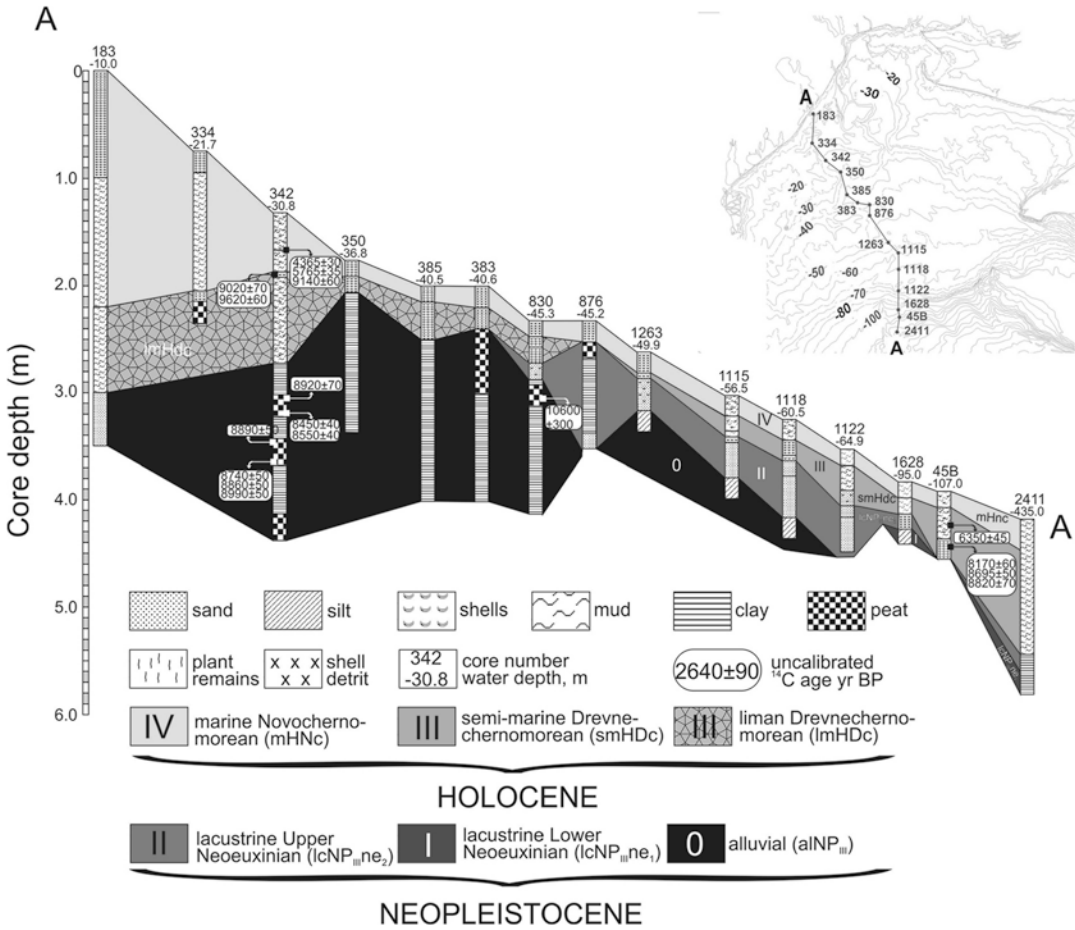 A
183
-10.0
0
334
-21.7
1.0
342
-30.8
350
-36.8
4365±30
5765±35
9140±60
9020±70
9620±60
2.0
385
-40.5
383
-40.6
830
-45.3
876
-45.2
1263
-49.9
lmHdc
3.0
8920±70
8450±40
8550±40
8890±50
8740±50
8860±50
8990±50
10600
±300
1115
-56.5
1118
-60.5
1122
-64.9
IV
III
II
0
smHdc
I
1628
-95.0
45B
-107.0
mHnc
6350±45
8170±60
8695±50
8820±70
2411
-435.0
A
4.0
5.0
6.0
Core depth (m)
A
183
334
342
350
385
383
830
876
1263
1115
1118
1122
1628
45B
2411
A
-20
-30
-20
-30
-40
-50
-60
-70
-80
-100
sand
silt
shells
mud
clay
peat
plant
remains
shell
detrit
342
-30.8
core number
water depth, m
2640±90
uncalibrated
¹⁴C age yr BP
IV
marine Novocherno-
morean (mHNc)
III
semi-marine Drevne-
chernomorean (smHDc)
III
liman Drevnecherno-
morean (lmHDc)
HOLOCENE
II
lacustrine Upper
Neoeuxinian (lcNPIIIne2)
I
lacustrine Lower
Neoeuxinian (lcNPIIIne1)
0
alluvial (alNPIII)
NEOPLEISTOCENE